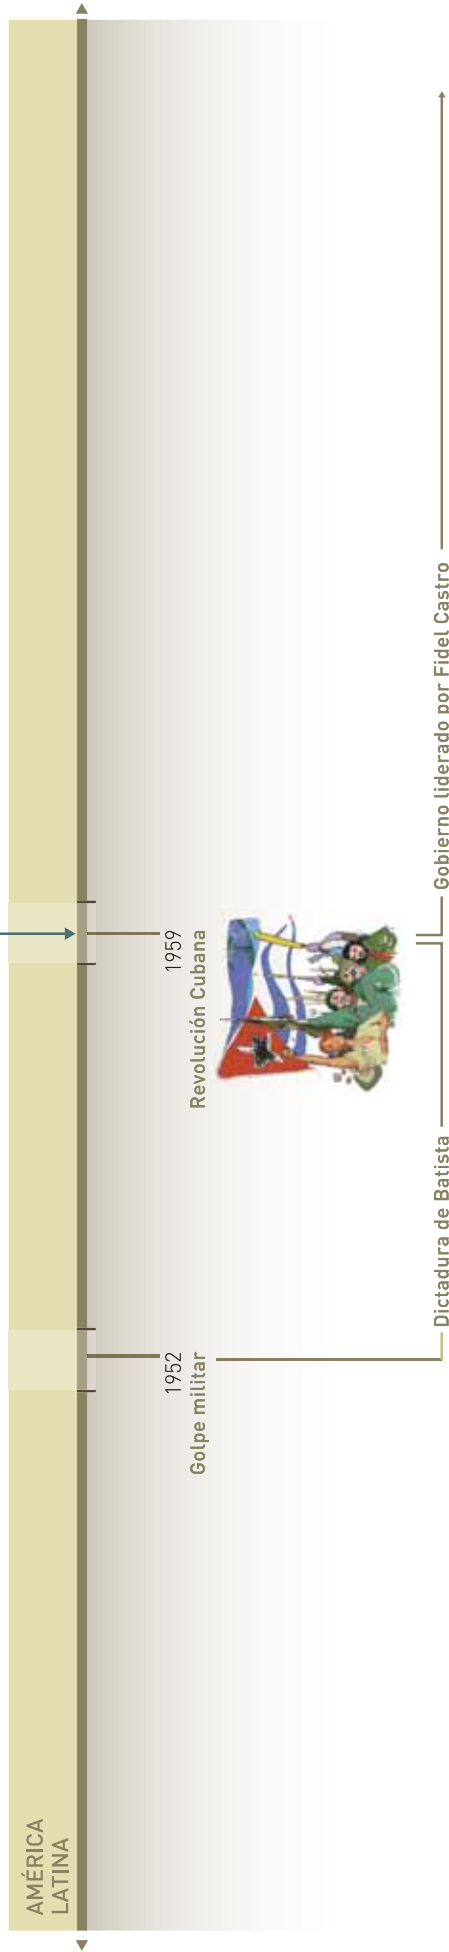 AMÉRICA
LATINA
1952
Golpe militar
1959
Revolución Cubana
Dictadura de Batista
Gobierno liderado por Fidel Castro